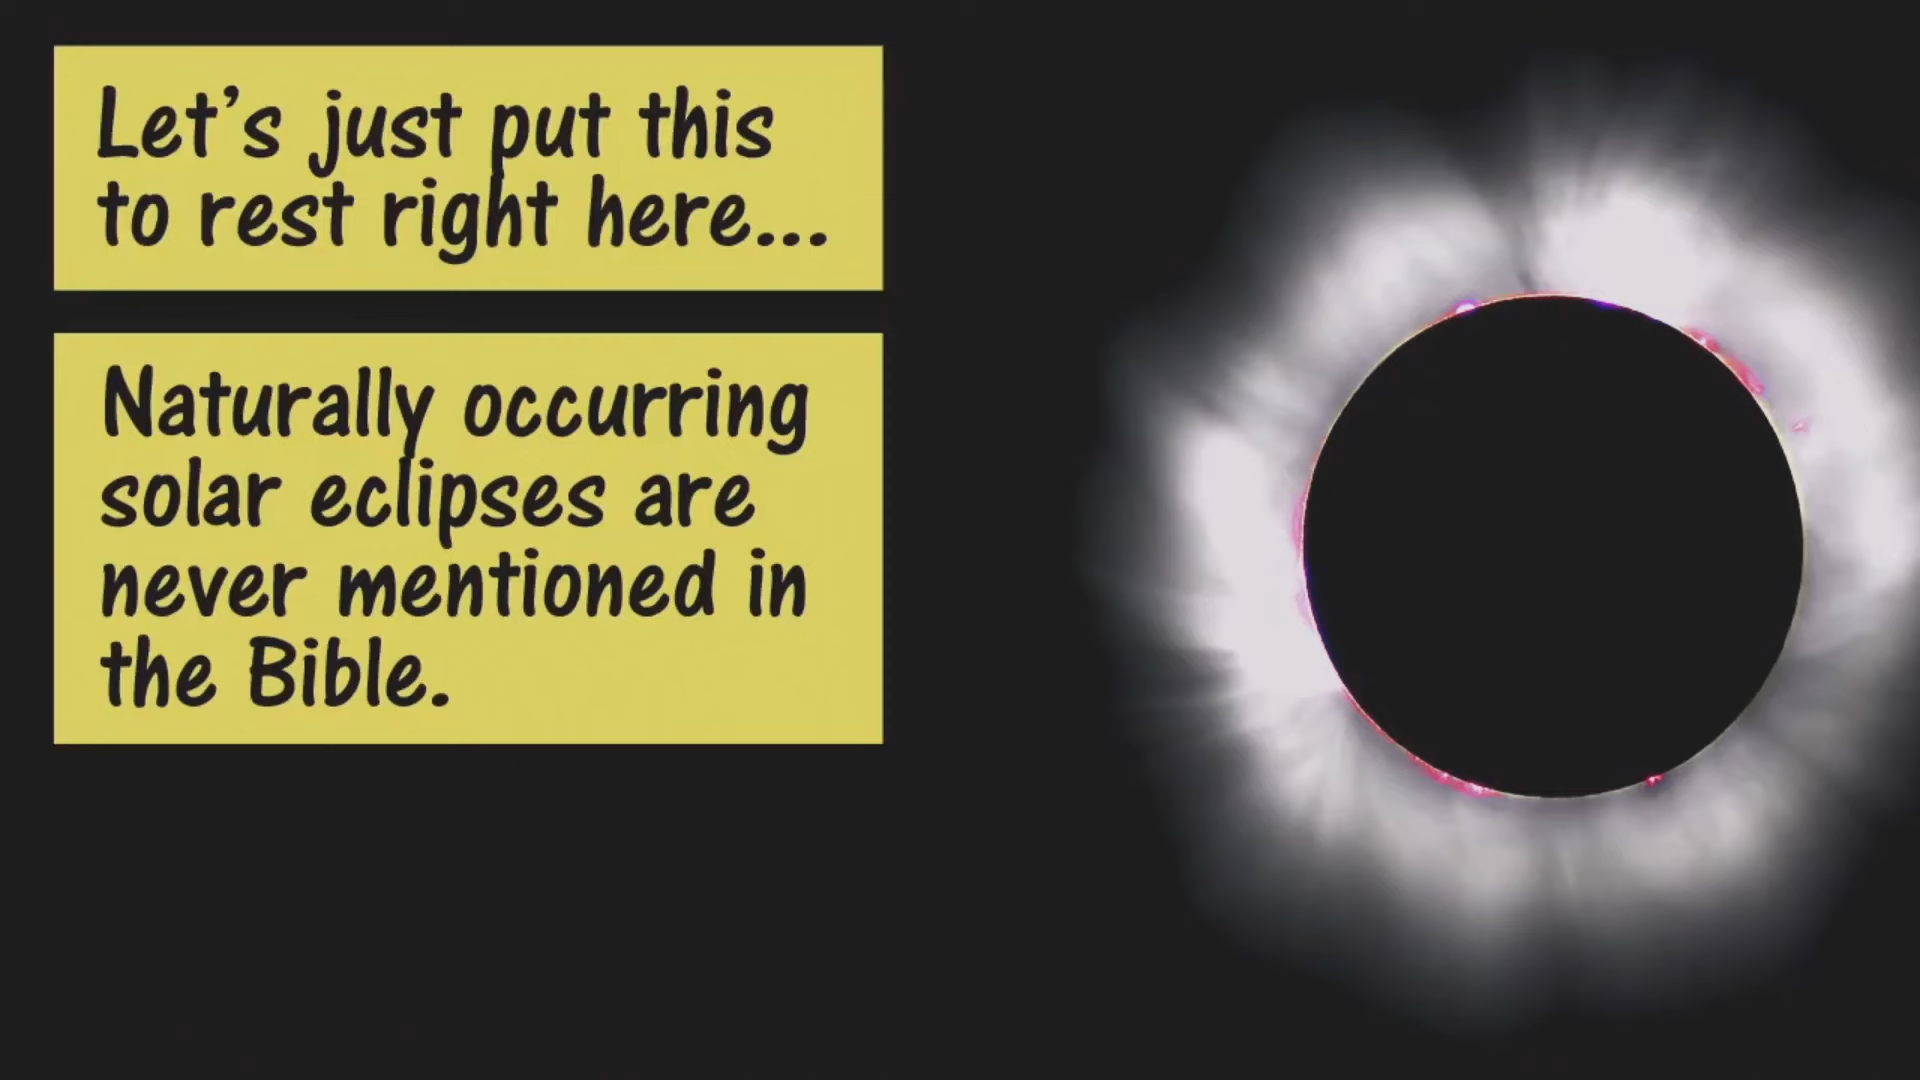 Let’s just put this
to rest right here...
Naturally occurring
solar eclipses are
never mentioned in
the Bible.